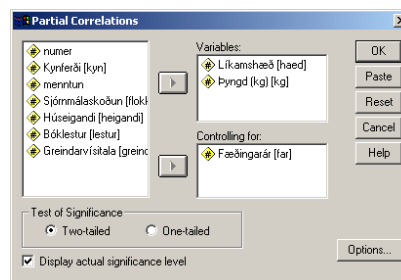 Partial Correlations
numer
Kynferði [kyn]
menntun
Sjórnmálaskoðun [flokk
Húseigandi [heigandi]
Bóklestur [lestur]
Greindarvísitala [greind
Variables:
Líkamshæð [haed]
Þyngd (kg) [kg]
Controlling for:
Fæðingarár [far]
OK
Paste
Reset
Cancel
Help
Test of Significance
Two-tailed
One-tailed
Display actual significance level
Options...